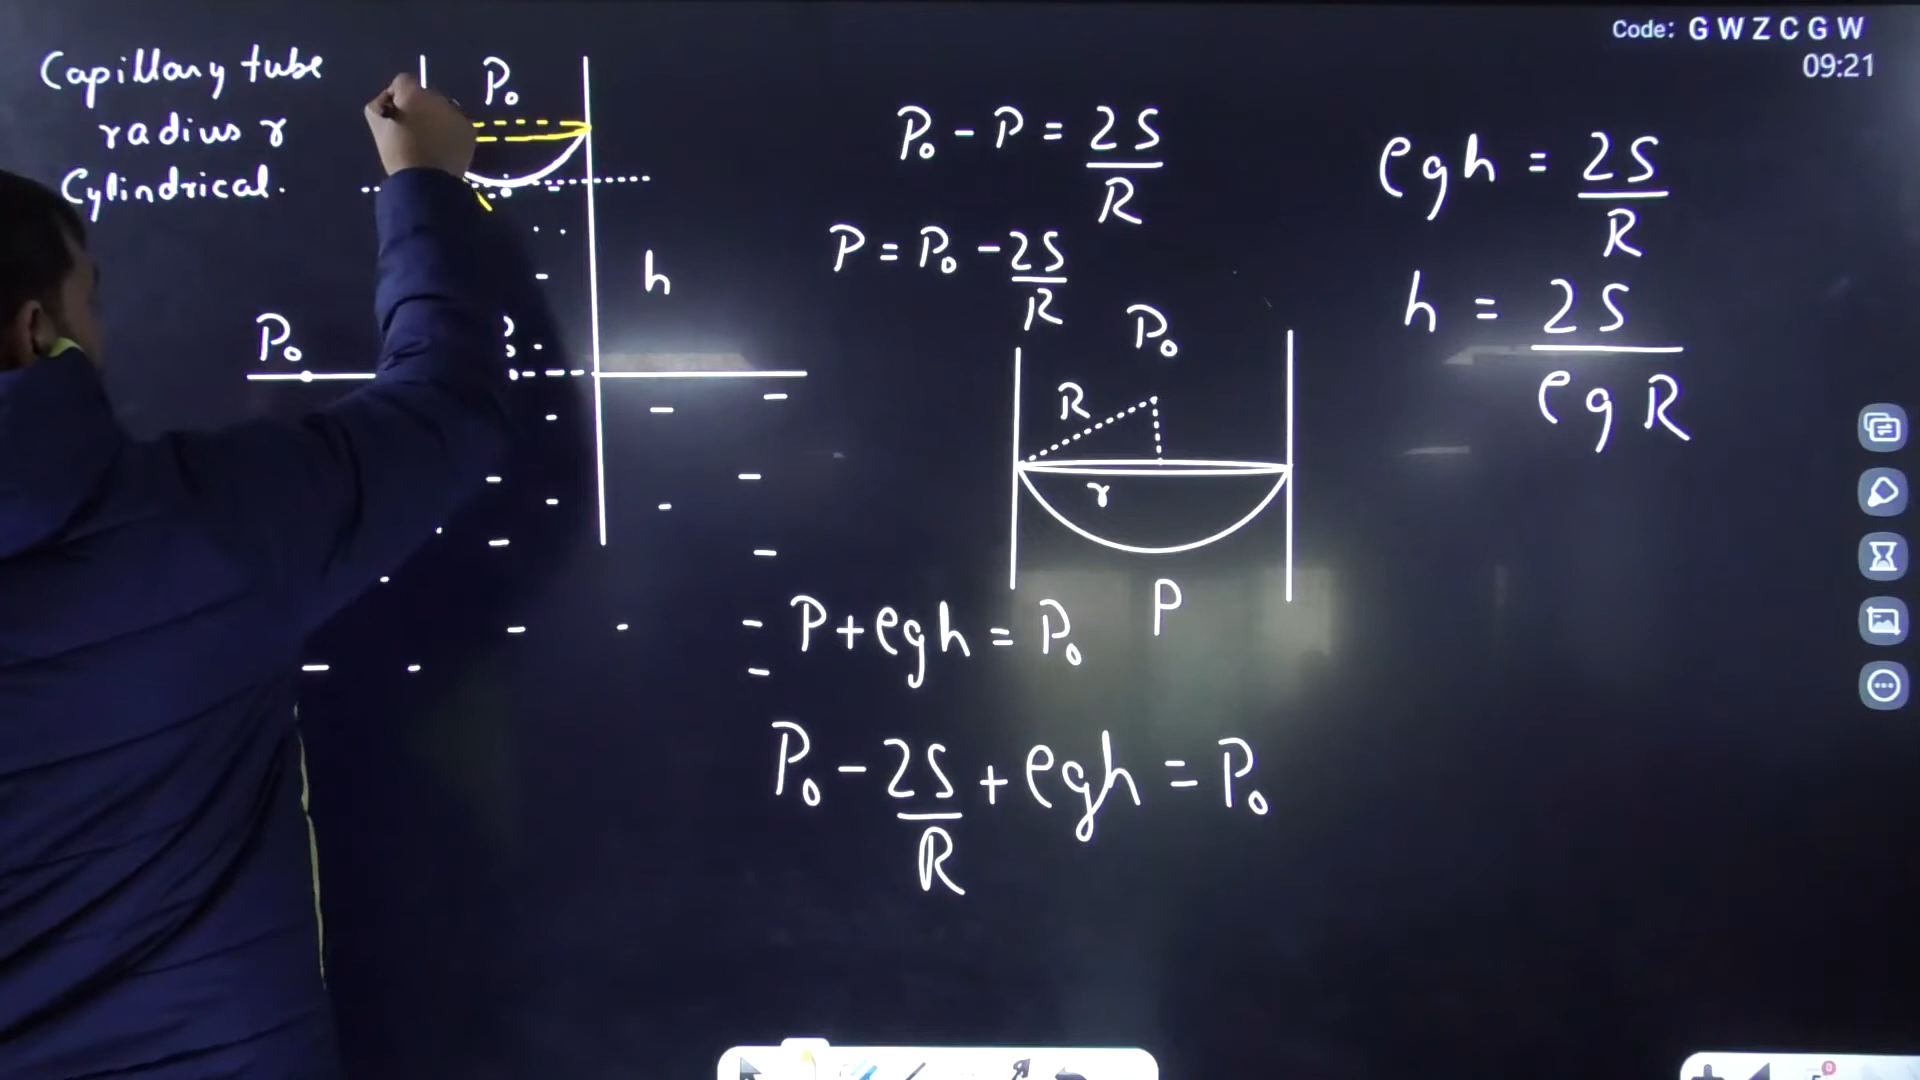 Code: GWZCGW
09:21
Capillary tube
radius r
Cylindrical.
P₀
P₀
h
P₀ - P = 2S/R
P = P₀ - 2S/R
P₀
R
r
P
P + ρgh = P₀
P₀ - 2S/R + ρgh = P₀
ρgh = 2S/R
h = 2S/ρgR